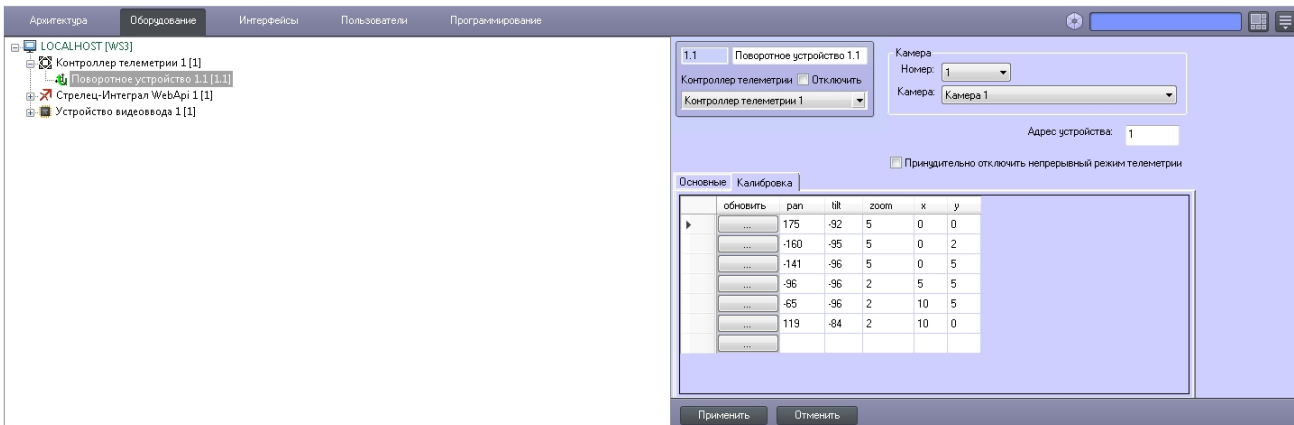 Архитектура Оборудование Интерфейсы Пользователи Программирование
LOCALHOST [WS3]
Контроллер телеметрии 1 [1]
Поворотное устройство 1.1 [1.1]
Стрелец-Интеграл WebApi 1 [1]
Устройство видеоввода 1 [1]
1.1 Поворотное устройство 1.1
Контроллер телеметрии Отключить
Контроллер телеметрии 1
Камера
Номер: 1
Камера: Камера 1
Адрес устройства: 1
Принудительно отключить непрерывный режим телеметрии
Основные Калибровка
обновить pan tilt zoom x y
... 175 -92 5 0 0
... -160 -95 5 0 2
... -141 -96 5 0 5
... -96 -96 2 5 5
... -65 -96 2 10 5
... 119 -84 2 10 0
...
Применить Отменить